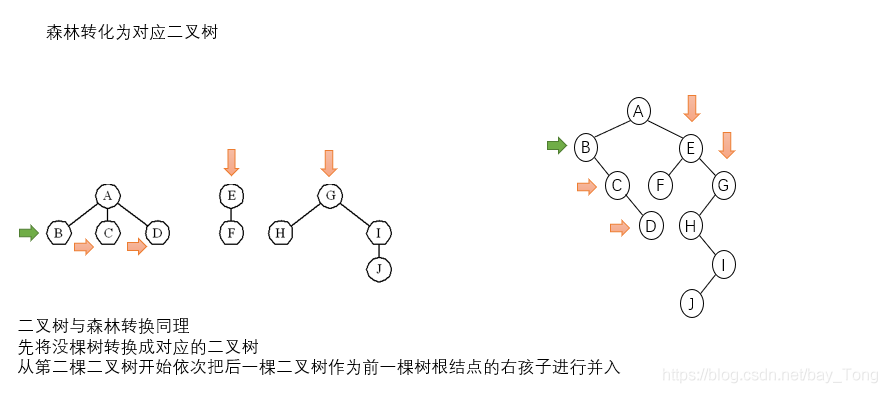 森林转化为对应二叉树
A
B
C
D
E
F
G
H
I
J
A
B
E
C
F
G
D
H
I
J
二叉树与森林转换同理
先将没棵树转换成对应的二叉树
从第二棵二叉树开始依次把后一棵二叉树作为前一棵树根结点的右孩子进行并入
https://blog.csdn.net/bay_Tong